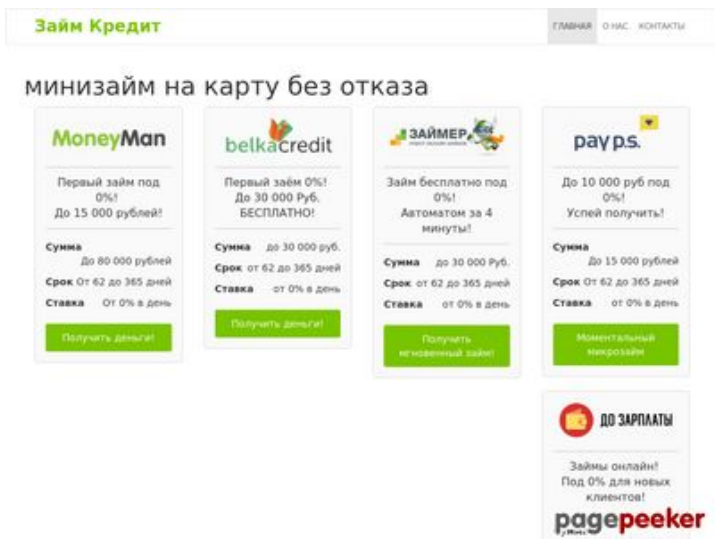 Займ Кредит
ГЛАВНАЯ О НАС КОНТАКТЫ
минизайм на карту без отказа
MoneyMan
Первый займ под
0%!
До 15 000 рублей!
Сумма
До 80 000 рублей
Срок От 62 до 365 дней
Ставка От 0% в день
Получить деньги!
belkacredit
Первый заём 0%!
До 30 000 Руб.
БЕСПЛАТНО!
Сумма до 30 000 руб.
Срок от 62 до 365 дней
Ставка от 0% в день
Получить деньги!
ЗАЙМЕР
Займ бесплатно под
0%!
Автоматом за 4
минуты!
Сумма до 30 000 Руб.
Срок от 62 до 365 дней
Ставка от 0% в день
Получить
мгновенный займ!
pay p.s.
До 10 000 руб под
0%!
Успей получить!
Сумма
До 15 000 рублей
Срок От 62 до 365 дней
Ставка от 0% в день
Моментальный
микрозайм
ДО ЗАРПЛАТЫ
Займы онлайн!
Под 0% для новых
клиентов!
pagepeeker